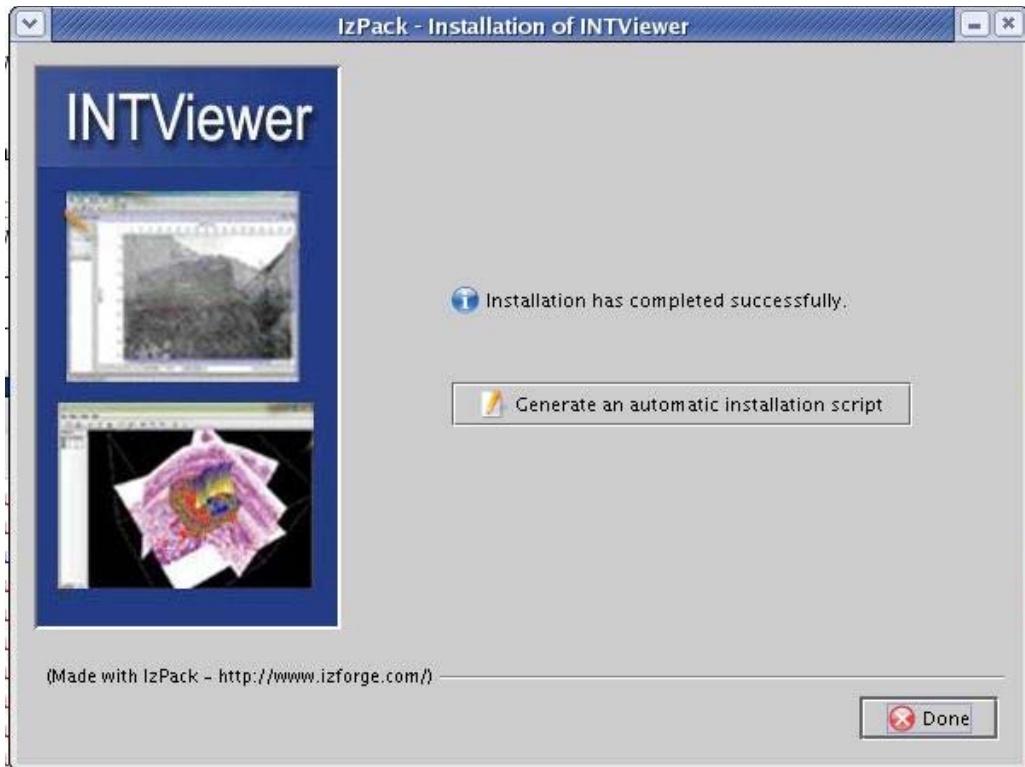 IzPack - Installation of INTViewer
INTViewer
Installation has completed successfully.
Generate an automatic installation script
(Made with IzPack - http://www.izforge.com/)
Done